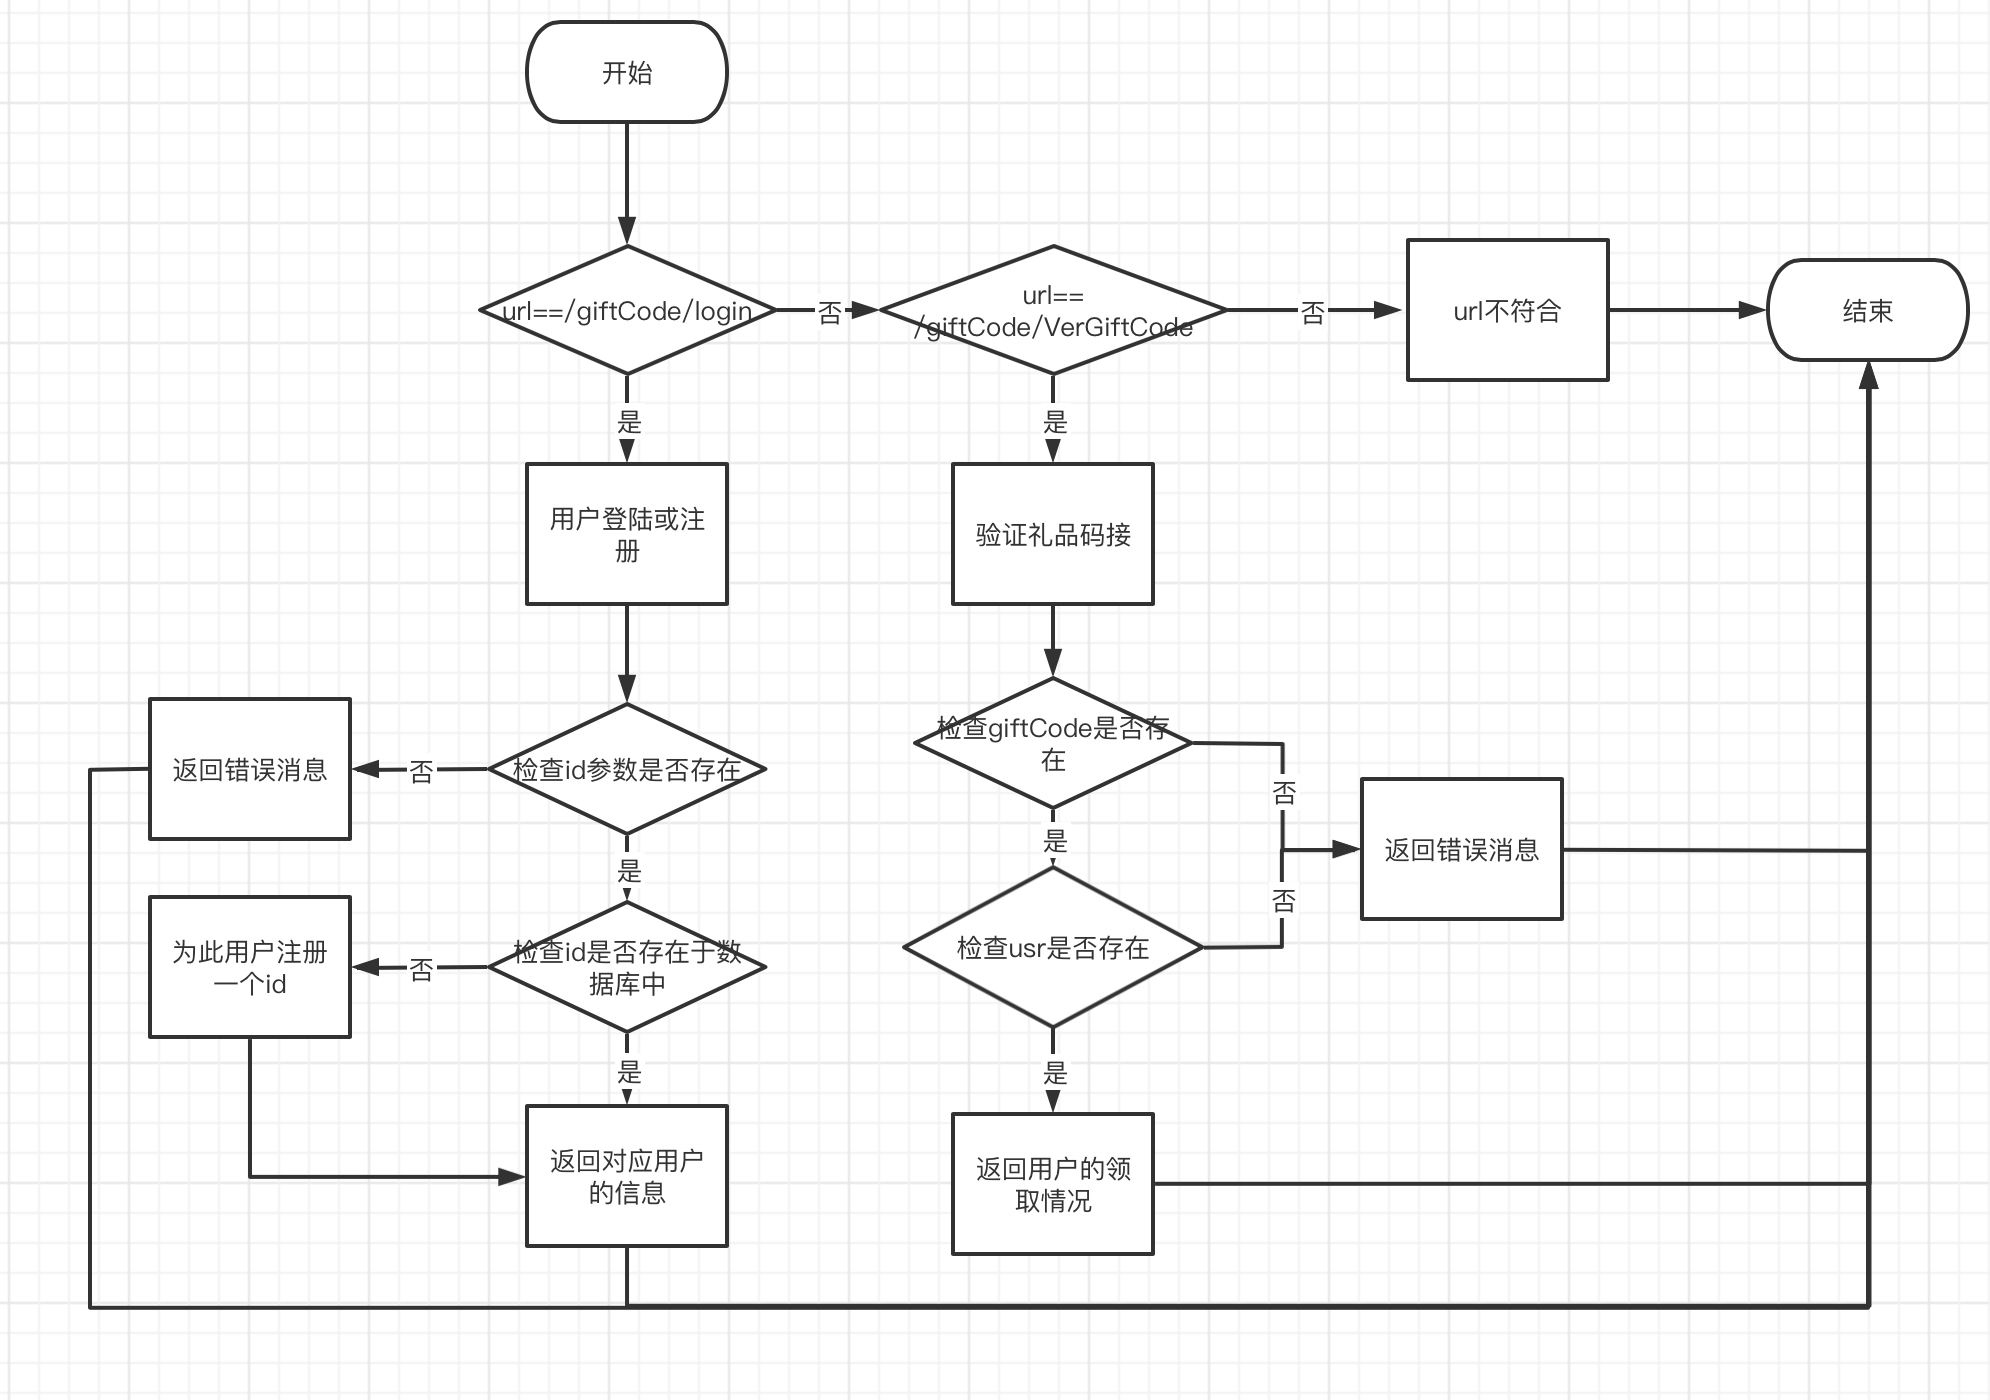 开始
url==/giftCode/login
否
url==
/giftCode/VerGiftCode
否
url不符合
结束
是
是
用户登陆或注
册
验证礼品码接
返回错误消息
否
检查id参数是否存在
检查giftCode是否存
在
否
是
是
返回错误消息
为此用户注册
一个id
否
检查id是否存在于数
据库中
检查usr是否存在
否
是
是
返回对应用户
的信息
返回用户的领
取情况